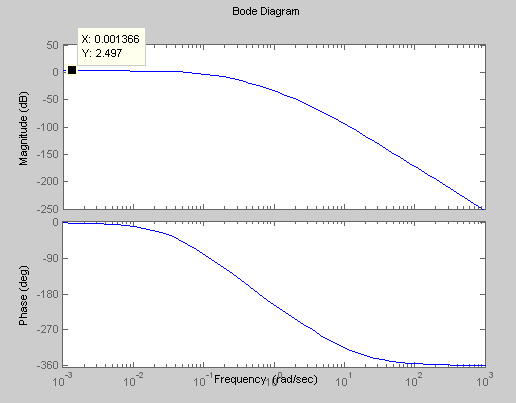 Bode Diagram
X: 0.001366
Y: 2.497
Magnitude (dB)
50
0
-50
-100
-150
-200
-250
Phase (deg)
0
-90
-180
-270
-360
10^-3 10^-2 10^-1 10^0 10^1 10^2 10^3
Frequency (rad/sec)